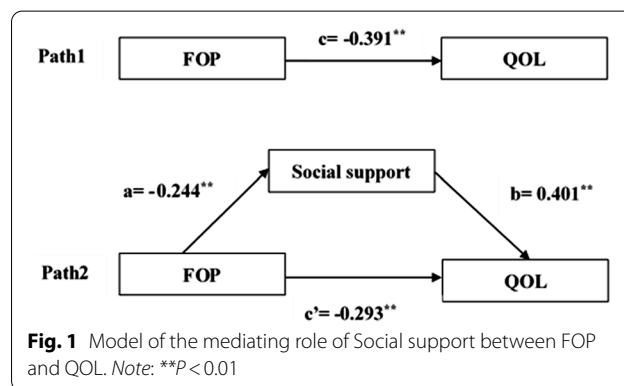 c= -0.391**
Path1 FOP QOL
Social support
a= -0.244** b= 0.401**
Path2 FOP QOL
c'= -0.293**
Fig. 1 Model of the mediating role of Social support between FOP
and QOL. Note: **P < 0.01